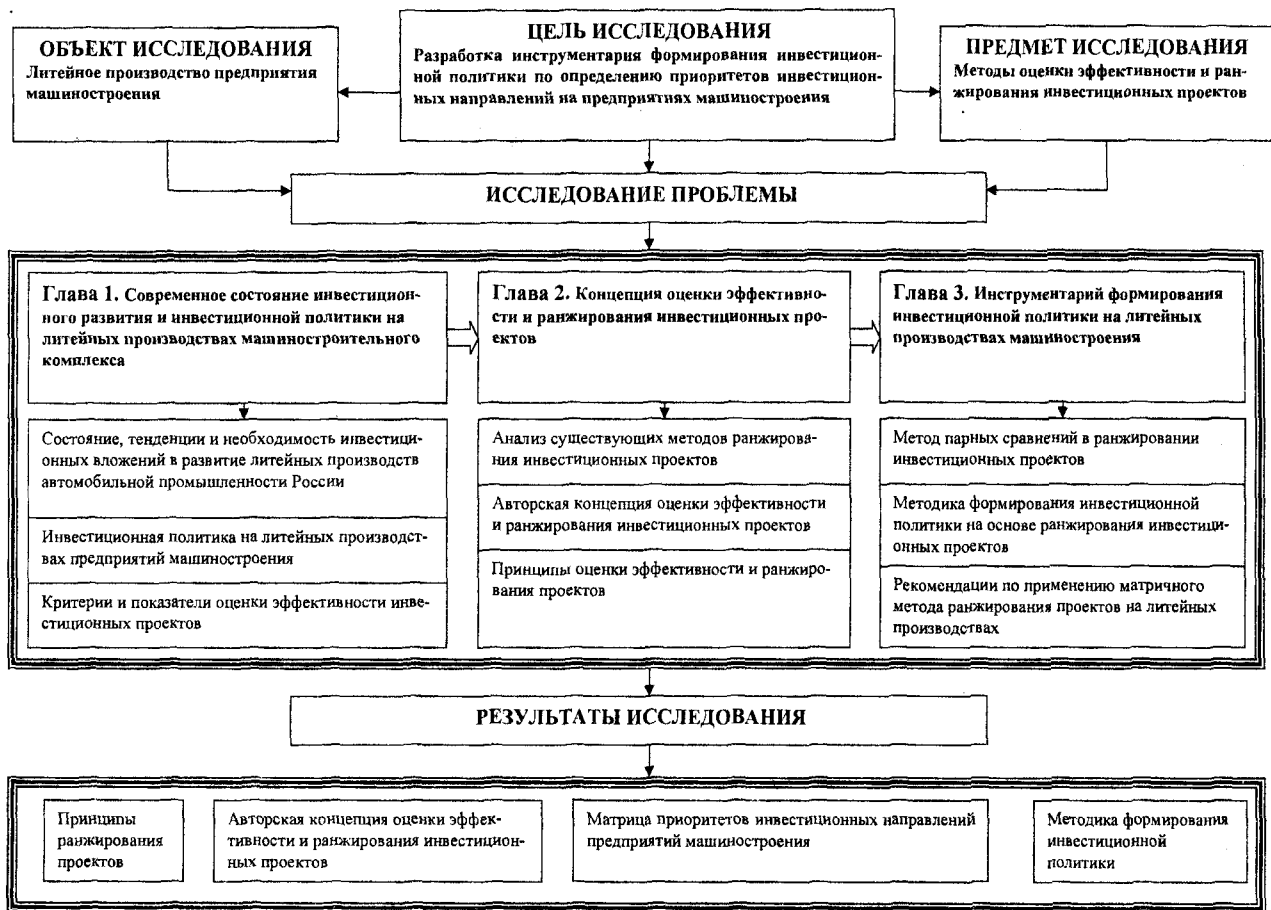 ОБЪЕКТ ИССЛЕДОВАНИЯ
Литейное производство предприятия
машиностроения
ЦЕЛЬ ИССЛЕДОВАНИЯ
Разработка инструментария формирования инвестицион-
ной политики по определению приоритетов инвестицион-
ных направлений на предприятиях машиностроения
ПРЕДМЕТ ИССЛЕДОВАНИЯ
Методы оценки эффективности и ран-
жирования инвестиционных проектов
ИССЛЕДОВАНИЕ ПРОБЛЕМЫ
Глава 1. Современное состояние инвестицион-
ного развития и инвестиционной политики на
литейных производствах машиностроительного
комплекса
Состояние, тенденции и необходимость инвестици-
онных вложений в развитие литейных производств
автомобильной промышленности России
Инвестиционная политика на литейных производст-
вах предприятий машиностроения
Критерии и показатели оценки эффективности инве-
стиционных проектов
Глава 2. Концепция оценки эффективно-
сти и ранжирования инвестиционных про-
ектов
Анализ существующих методов ранжирова-
ния инвестиционных проектов
Авторская концепция оценки эффективности
и ранжирования инвестиционных проектов
Принципы оценки эффективности и ранжиро-
вания проектов
Глава 3. Инструментарий формирования
инвестиционной политики на литейных
производствах машиностроения
Метод парных сравнений в ранжировании
инвестиционных проектов
Методика формирования инвестиционной
политики на основе ранжирования инвестици-
онных проектов
Рекомендации по применению матричного
метода ранжирования проектов на литейных
производствах
РЕЗУЛЬТАТЫ ИССЛЕДОВАНИЯ
Принципы
ранжирования
проектов
Авторская концепция оценки эффек-
тивности и ранжирования инвестицион-
ных проектов
Матрица приоритетов инвестиционных направлений
предприятий машиностроения
Методика формирования
инвестиционной
политики